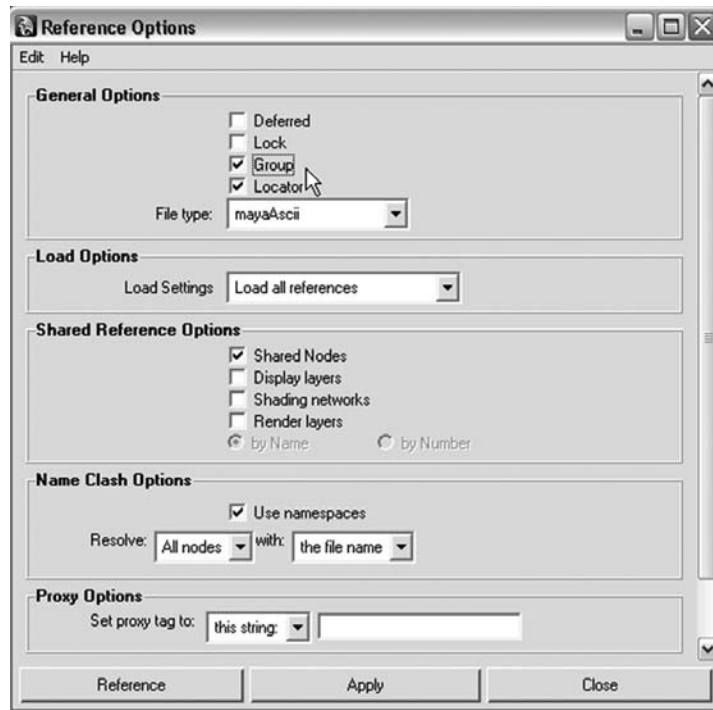 Reference Options
Edit Help
General Options
Deferred
Lock
Group
Locator
File type: mayaAscii
Load Options
Load Settings Load all references
Shared Reference Options
Shared Nodes
Display layers
Shading networks
Render layers
by Name by Number
Name Clash Options
Use namespaces
Resolve: All nodes with: the file name
Proxy Options
Set proxy tag to: this string:
Reference Apply Close